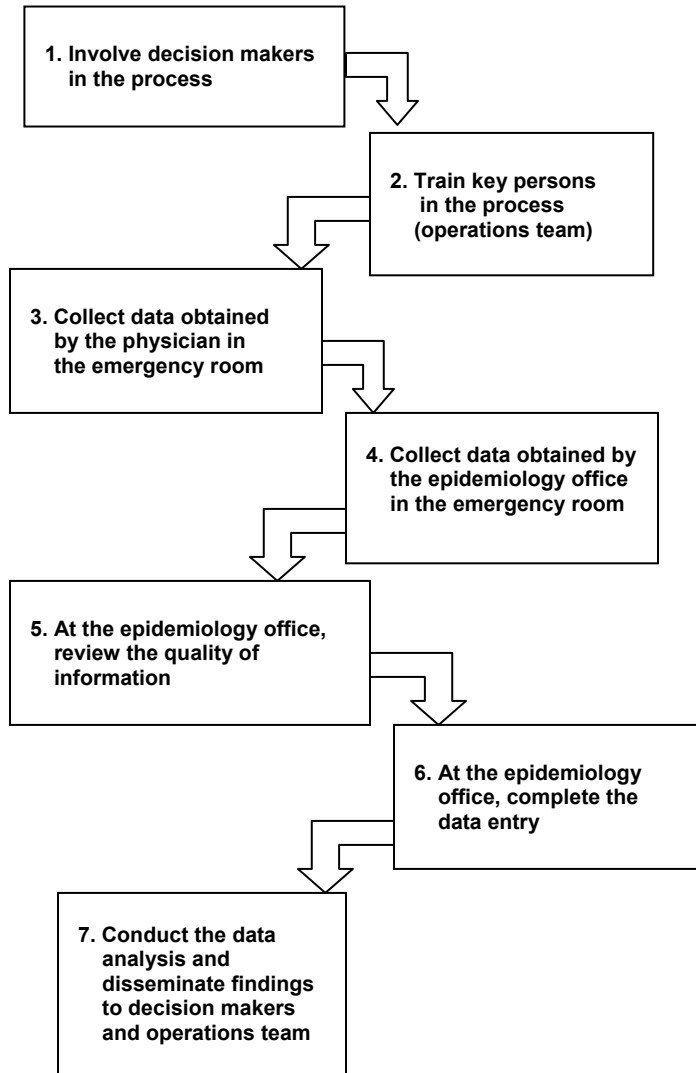 1. Involve decision makers
in the process
2. Train key persons
in the process
(operations team)
3. Collect data obtained
by the physician in
the emergency room
4. Collect data obtained by
the epidemiology office
in the emergency room
5. At the epidemiology office,
review the quality of
information
6. At the epidemiology
office, complete the
data entry
7. Conduct the data
analysis and
disseminate findings
to decision makers
and operations team